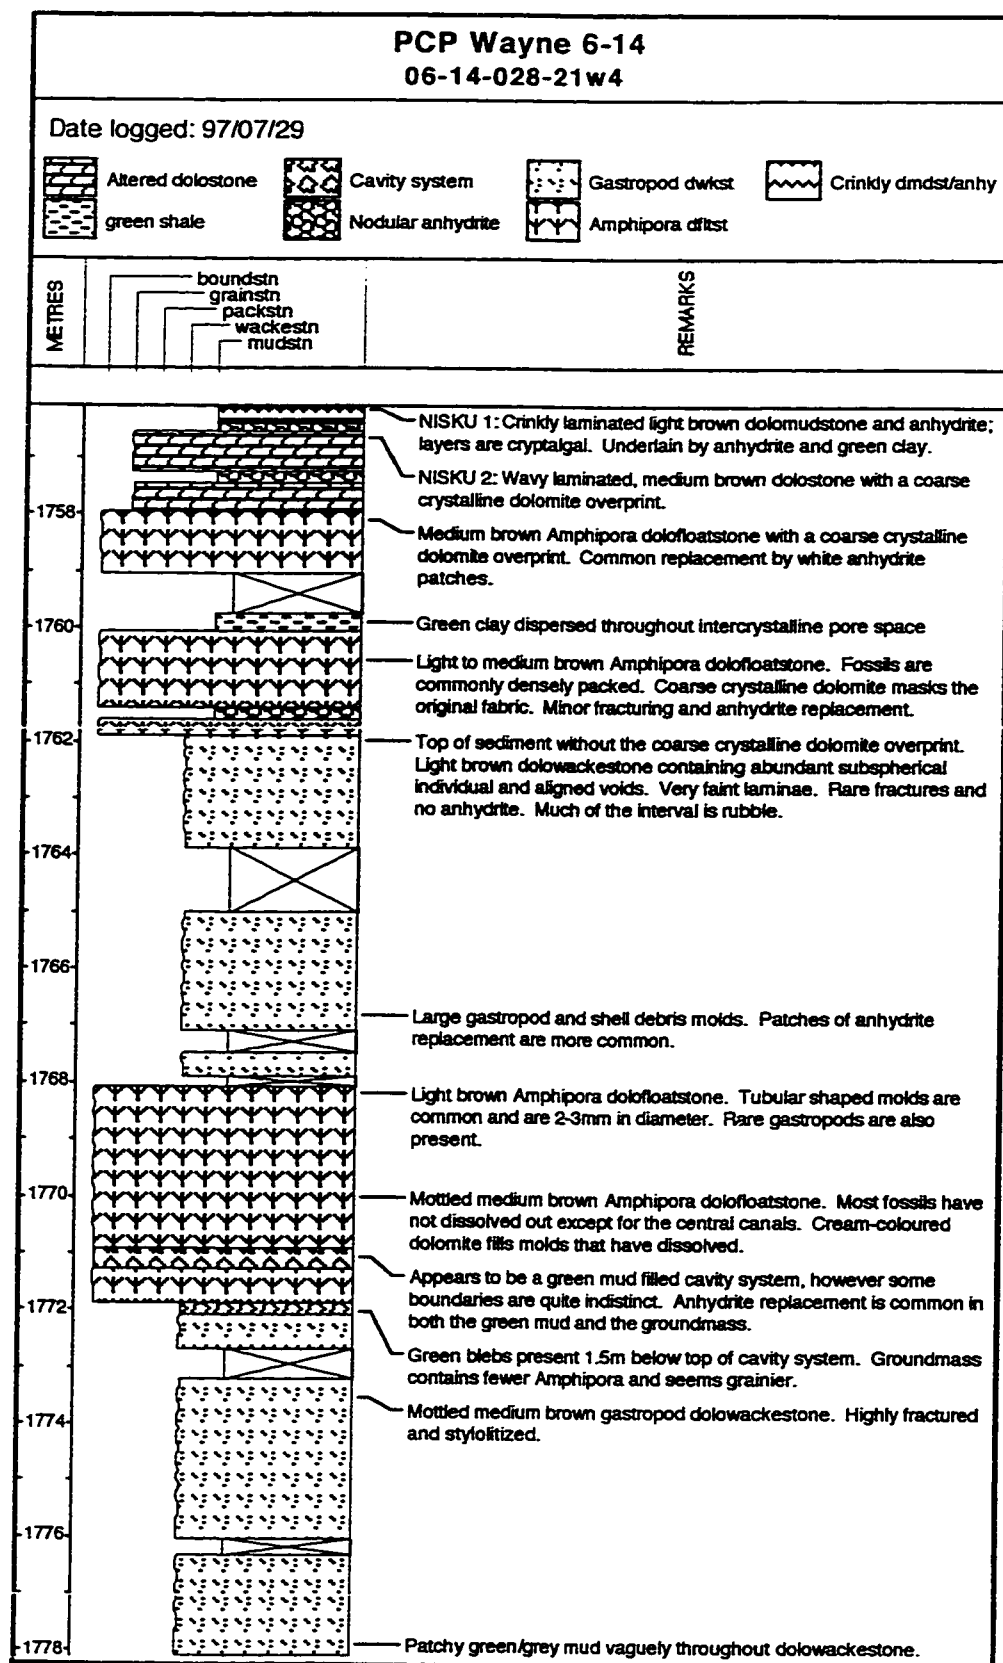 PCP Wayne 6-14
06-14-028-21w4
Date logged: 97/07/29
Altered dolostone
Cavity system
Gastropod dwkst
Crinkly dmdst/anhy
green shale
Nodular anhydrite
Amphipora dfltst
METRES
boundstn
grainstn
packstn
wackestn
mudstn
REMARKS
NISKU 1: Crinkly laminated light brown dolomudstone and anhydrite;
layers are cryptalgal. Underlain by anhydrite and green clay.
NISKU 2: Wavy laminated, medium brown dolostone with a coarse
crystalline dolomite overprint.
1758
Medium brown Amphipora dolofloatstone with a coarse crystalline
dolomite overprint. Common replacement by white anhydrite
patches.
1760
Green clay dispersed throughout intercrystalline pore space
Light to medium brown Amphipora dolofloatstone. Fossils are
commonly densely packed. Coarse crystalline dolomite masks the
original fabric. Minor fracturing and anhydrite replacement.
1762
Top of sediment without the coarse crystalline dolomite overprint.
Light brown dolowackestone containing abundant subspherical
individual and aligned voids. Very faint laminae. Rare fractures and
no anhydrite. Much of the interval is rubble.
1764
1766
Large gastropod and shell debris molds. Patches of anhydrite
replacement are more common.
1768
Light brown Amphipora dolofloatstone. Tubular shaped molds are
common and are 2-3mm in diameter. Rare gastropods are also
present.
1770
Mottled medium brown Amphipora dolofloatstone. Most fossils have
not dissolved out except for the central canals. Cream-coloured
dolomite fills molds that have dissolved.
Appears to be a green mud filled cavity system, however some
boundaries are quite indistinct. Anhydrite replacement is common in
both the green mud and the groundmass.
1772
Green blebs present 1.5m below top of cavity system. Groundmass
contains fewer Amphipora and seems grainier.
1774
Mottled medium brown gastropod dolowackestone. Highly fractured
and stylolitized.
1776
1778
Patchy green/grey mud vaguely throughout dolowackestone.